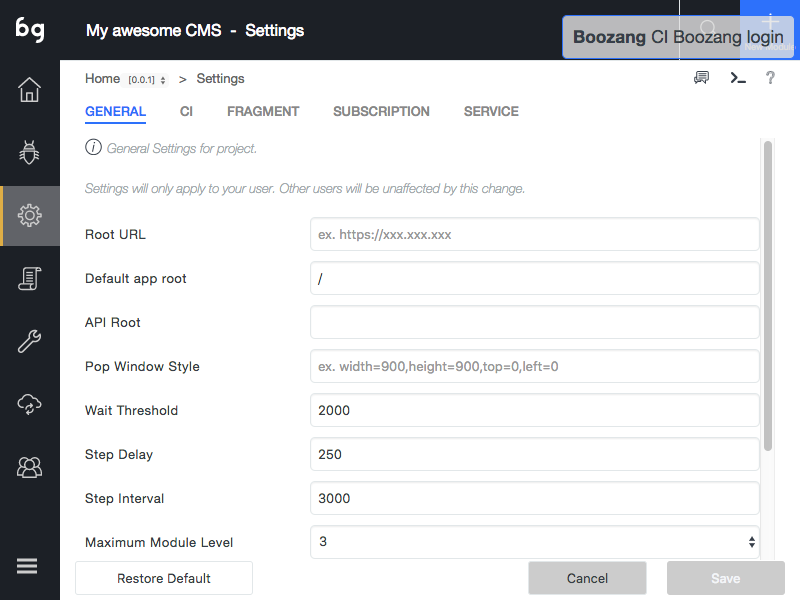 bg
My awesome CMS - Settings
Boozang CI Boozang login
Home [0.0.1] > Settings
GENERAL CI FRAGMENT SUBSCRIPTION SERVICE
General Settings for project.
Settings will only apply to your user. Other users will be unaffected by this change.
Root URL ex. https://xxx.xxx.xxx
Default app root /
API Root
Pop Window Style ex. width=900,height=900,top=0,left=0
Wait Threshold 2000
Step Delay 250
Step Interval 3000
Maximum Module Level 3
Restore Default Cancel Save